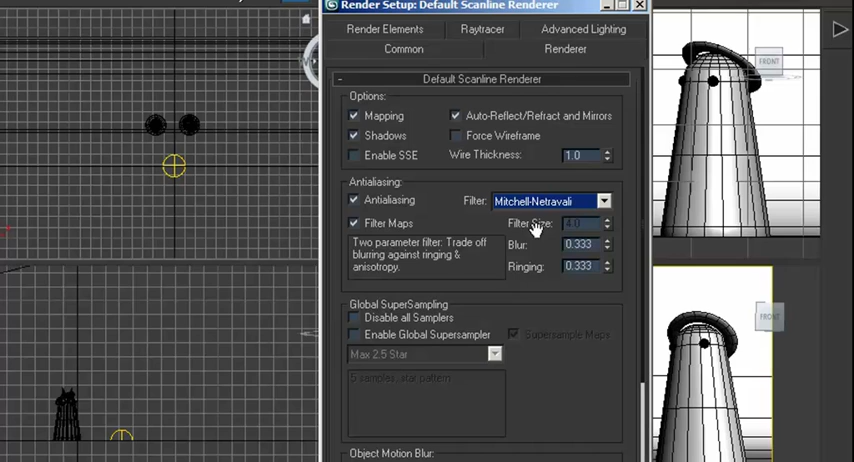 Render Setup: Default Scanline Renderer
Render Elements Raytracer Advanced Lighting
Common Renderer
- Default Scanline Renderer
Options:
Mapping Auto-Reflect/Refract and Mirrors
Shadows Force Wireframe
Enable SSE Wire Thickness: 1.0
Antialiasing:
Antialiasing Filter: Mitchell-Netravali
Filter Maps Filter Size: 4.0
Two parameter filter: Trade off
blurring against ringing &
anisotropy.
Blur: 0.333
Ringing: 0.333
Global SuperSampling
Disable all Samplers
Enable Global Supersampler Supersample Maps
Max 2.5 Star
5 samples, star pattern
Object Motion Blur:
FRONT
FRONT